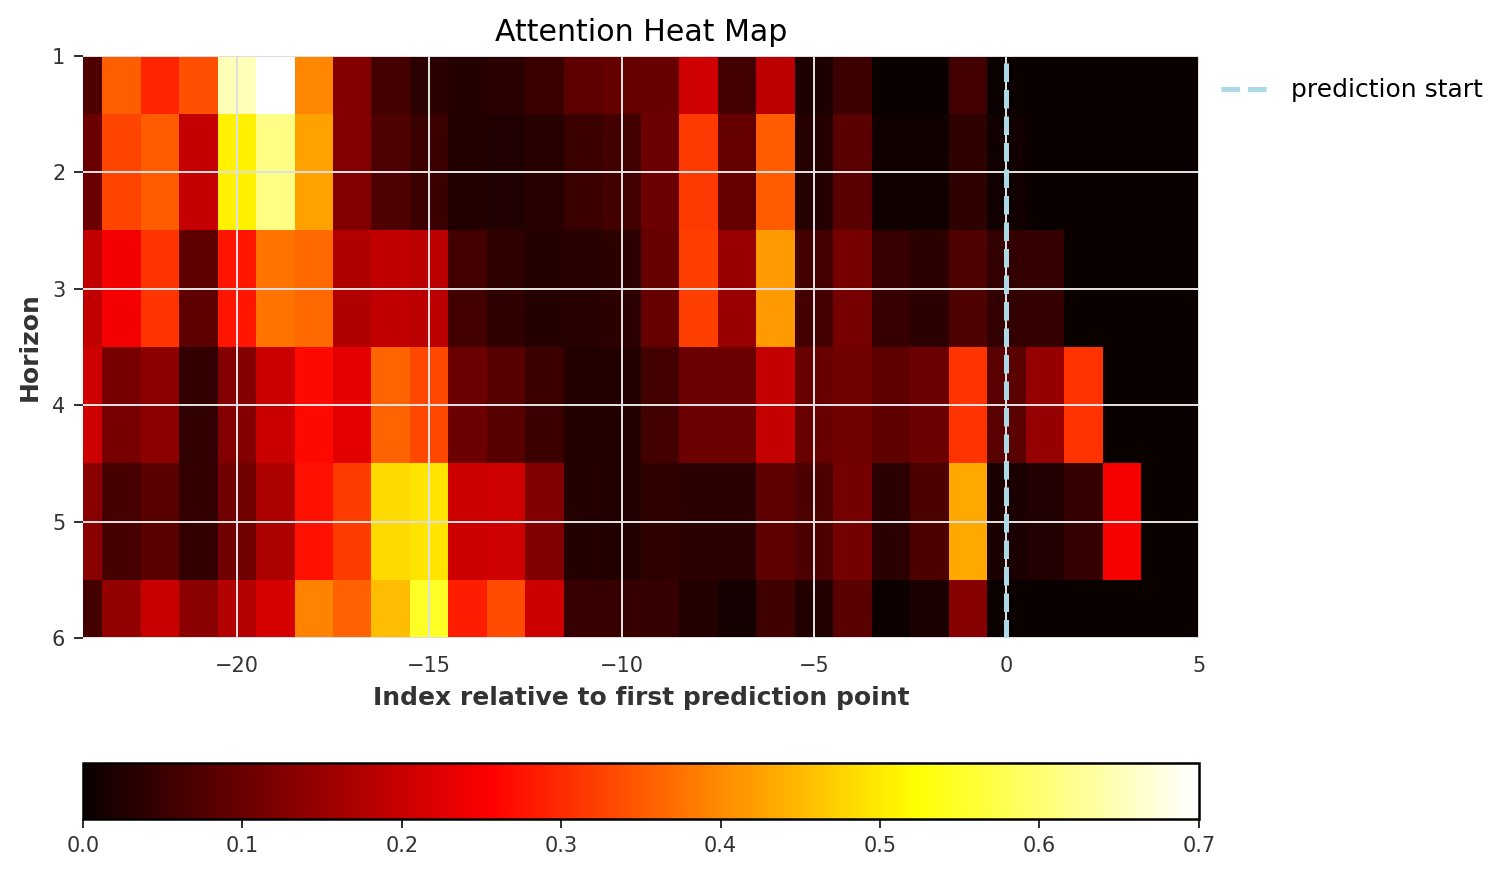 Attention Heat Map
prediction start
Horizon
1
2
3
4
5
6
−20 −15 −10 −5 0 5
Index relative to first prediction point
0.0 0.1 0.2 0.3 0.4 0.5 0.6 0.7